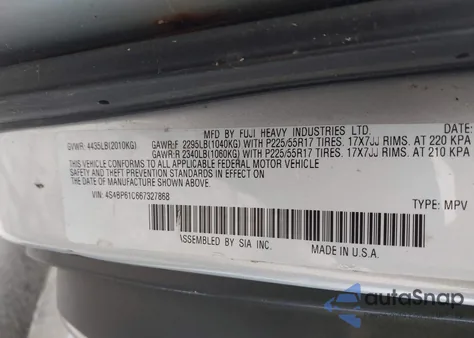 MFD BY FUJI HEAVY INDUSTRIES LTD. DATE:
GVWR: 4435LB(2010KG) GAWR:F 2295LB(1040KG) WITH P225/55R17 TIRES. 17X7JJ RIMS. AT 220 KPA
GAWR:R 2340LB(1060KG) WITH P225/55R17 TIRES. 17X7JJ RIMS. AT 210 KPA
THIS VEHICLE CONFORMS TO ALL APPLICABLE FEDERAL MOTOR VEHICLE
SAFETY AND THEFT PREVENTION STANDARDS IN EFFECT ON
THE DATE OF MANUFACTURE SHOWN ABOVE.
VIN: 4S4BP61C667327868 TYPE: MPV
ASSEMBLED BY SIA INC. MADE IN U.S.A.
autoSnap